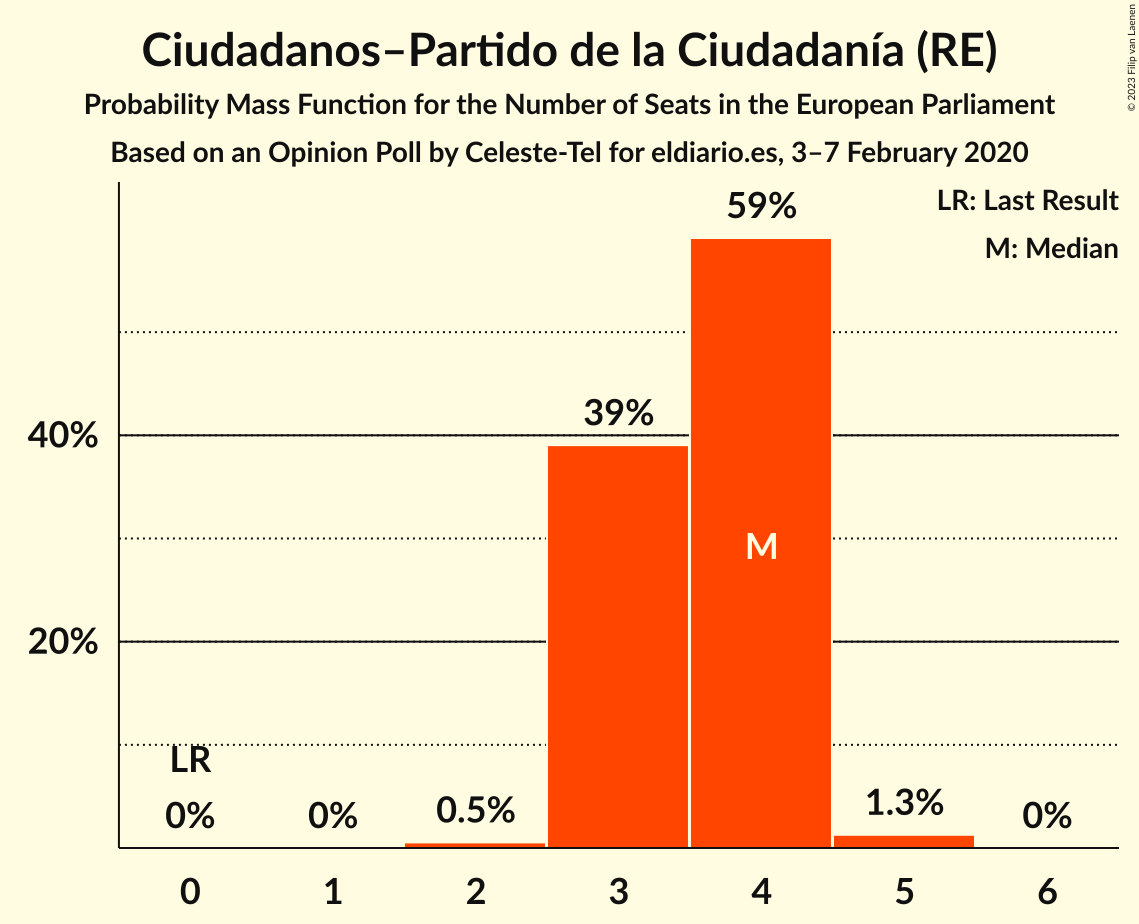 Ciudadanos–Partido de la Ciudadanía (RE)
Probability Mass Function for the Number of Seats in the European Parliament
Based on an Opinion Poll by Celeste-Tel for eldiario.es, 3–7 February 2020
© 2023 Filip van Laenen
LR: Last Result
M: Median
59%
39%
40%
M
20%
LR
0%
0%
0.5%
1.3%
0%
0
1
2
3
4
5
6